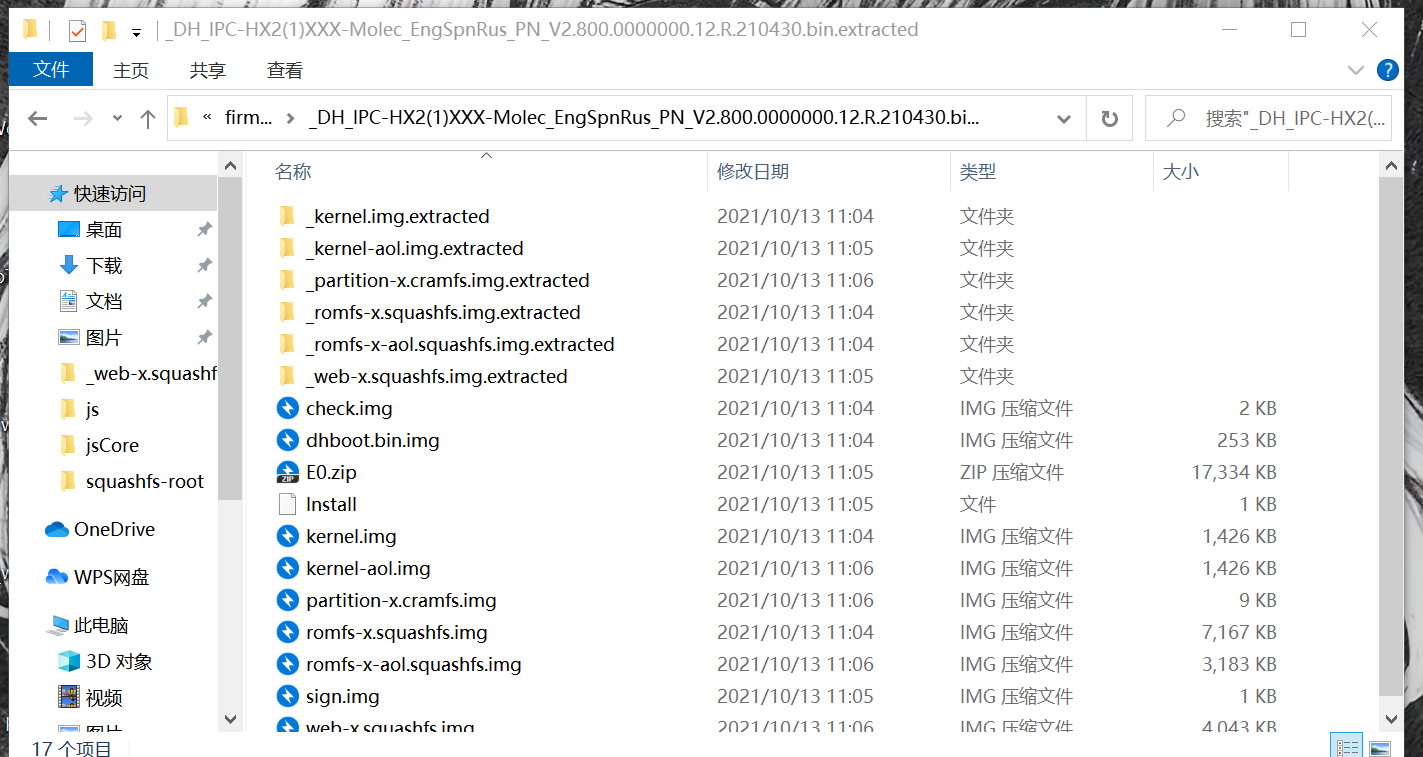 _DH_IPC-HX2(1)XXX-Molec_EngSpnRus_PN_V2.800.0000000.12.R.210430.bin.extracted
文件 主页 共享 查看
« firm... > _DH_IPC-HX2(1)XXX-Molec_EngSpnRus_PN_V2.800.0000000.12.R.210430.bi... 搜索"_DH_IPC-HX2(...
名称 修改日期 类型 大小
快速访问
桌面
下载
文档
图片
_web-x.squashf
js
jsCore
squashfs-root
OneDrive
WPS网盘
此电脑
3D 对象
视频
图片
_kernel.img.extracted 2021/10/13 11:04 文件夹
_kernel-aol.img.extracted 2021/10/13 11:05 文件夹
_partition-x.cramfs.img.extracted 2021/10/13 11:06 文件夹
_romfs-x.squashfs.img.extracted 2021/10/13 11:04 文件夹
_romfs-x-aol.squashfs.img.extracted 2021/10/13 11:04 文件夹
_web-x.squashfs.img.extracted 2021/10/13 11:05 文件夹
check.img 2021/10/13 11:04 IMG 压缩文件 2 KB
dhboot.bin.img 2021/10/13 11:04 IMG 压缩文件 253 KB
E0.zip 2021/10/13 11:05 ZIP 压缩文件 17,334 KB
Install 2021/10/13 11:05 文件 1 KB
kernel.img 2021/10/13 11:04 IMG 压缩文件 1,426 KB
kernel-aol.img 2021/10/13 11:06 IMG 压缩文件 1,426 KB
partition-x.cramfs.img 2021/10/13 11:06 IMG 压缩文件 9 KB
romfs-x.squashfs.img 2021/10/13 11:04 IMG 压缩文件 7,167 KB
romfs-x-aol.squashfs.img 2021/10/13 11:06 IMG 压缩文件 3,183 KB
sign.img 2021/10/13 11:05 IMG 压缩文件 1 KB
web-x.squashfs.img 2021/10/13 11:06 IMG 压缩文件 4,043 KB
17 个项目